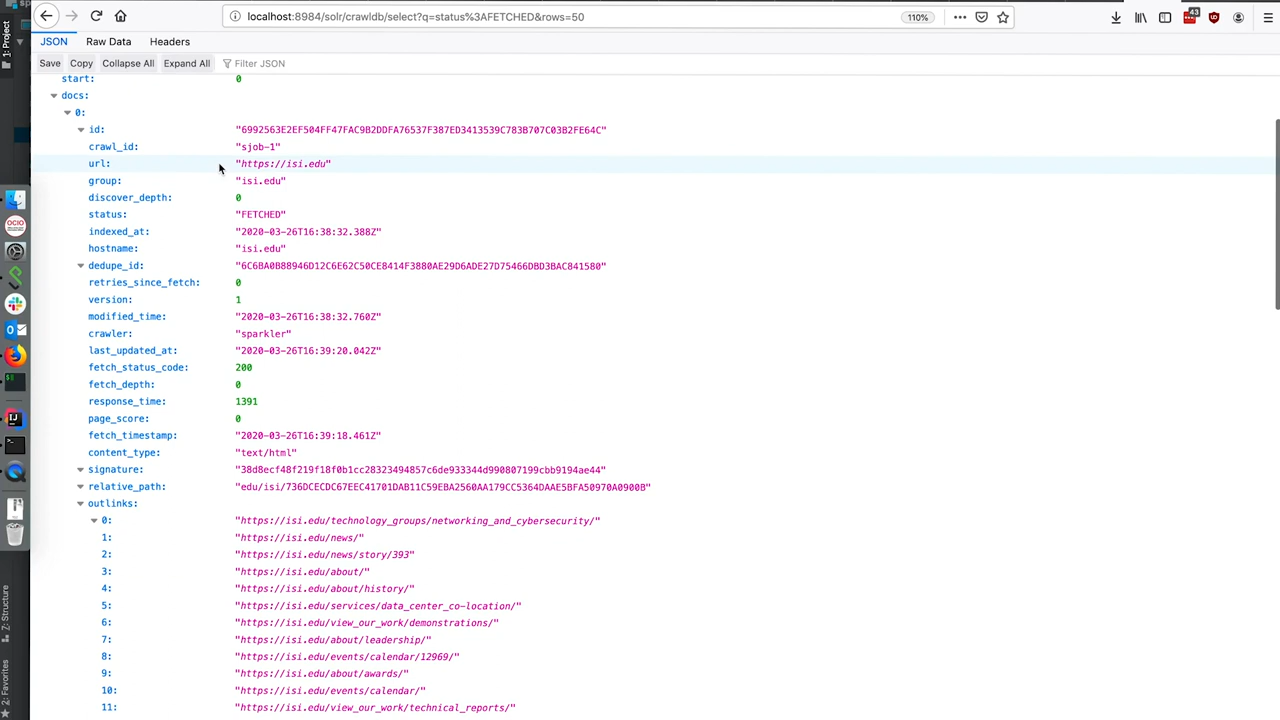 localhost:8984/solr/crawldb/select?q=status%3AFETCHED&rows=50
110%
43
JSON Raw Data Headers
Save Copy Collapse All Expand All Filter JSON
start: 0
docs:
0:
id: "6992563E2EF504FF47FAC9B2DDFA76537F387ED3413539C783B707C03B2FE64C"
crawl_id: "sjob-1"
url: "https://isi.edu"
group: "isi.edu"
discover_depth: 0
status: "FETCHED"
indexed_at: "2020-03-26T16:38:32.388Z"
hostname: "isi.edu"
dedupe_id: "6C6BA0B88946D12C6E62C50CE8414F3880AE29D6ADE27D75466DBD3BAC841580"
retries_since_fetch: 0
version: 1
modified_time: "2020-03-26T16:38:32.760Z"
crawler: "sparkler"
last_updated_at: "2020-03-26T16:39:20.042Z"
fetch_status_code: 200
fetch_depth: 0
response_time: 1391
page_score: 0
fetch_timestamp: "2020-03-26T16:39:18.461Z"
content_type: "text/html"
signature: "38d8ecf48f219f18f0b1cc28323494857c6de933344d990807199cbb9194ae44"
relative_path: "edu/isi/736DCECDC67EEC41701DAB11C59EBA2560AA179CC5364DAAE5BFA50970A0900B"
outlinks:
0: "https://isi.edu/technology_groups/networking_and_cybersecurity/"
1: "https://isi.edu/news/"
2: "https://isi.edu/news/story/393"
3: "https://isi.edu/about/"
4: "https://isi.edu/about/history/"
5: "https://isi.edu/services/data_center_co-location/"
6: "https://isi.edu/view_our_work/demonstrations/"
7: "https://isi.edu/about/leadership/"
8: "https://isi.edu/events/calendar/12969/"
9: "https://isi.edu/about/awards/"
10: "https://isi.edu/events/calendar/"
11: "https://isi.edu/view_our_work/technical_reports/"
1: Project
OCIO
Z: Structure
2: Favorites